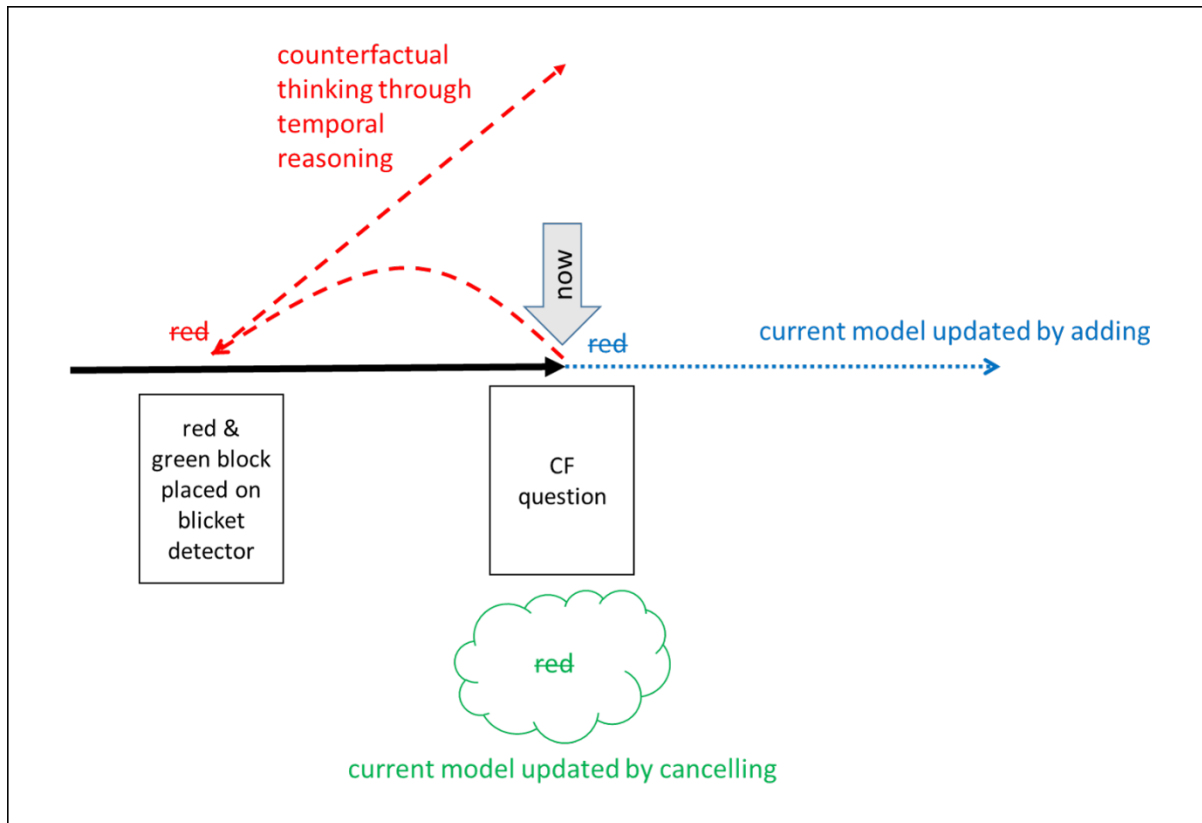 counterfactual
thinking through
temporal
reasoning
now
red
red
current model updated by adding
red &
green block
placed on
blicket
detector
CF
question
red
current model updated by cancelling